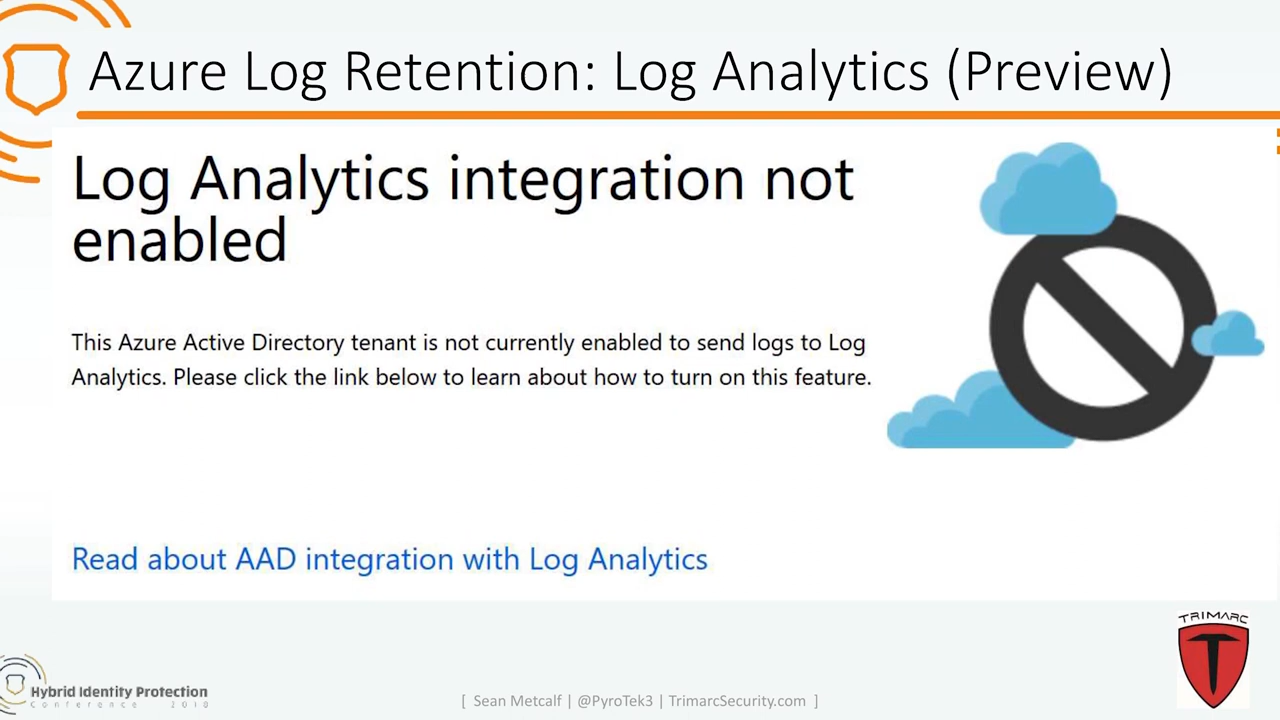 Azure Log Retention: Log Analytics (Preview)
Log Analytics integration not
enabled
This Azure Active Directory tenant is not currently enabled to send logs to Log
Analytics. Please click the link below to learn about how to turn on this feature.
Read about AAD integration with Log Analytics
TRIMARC
Hybrid Identity Protection
Conference 2018
[ Sean Metcalf | @PyroTek3 | TrimarcSecurity.com ]